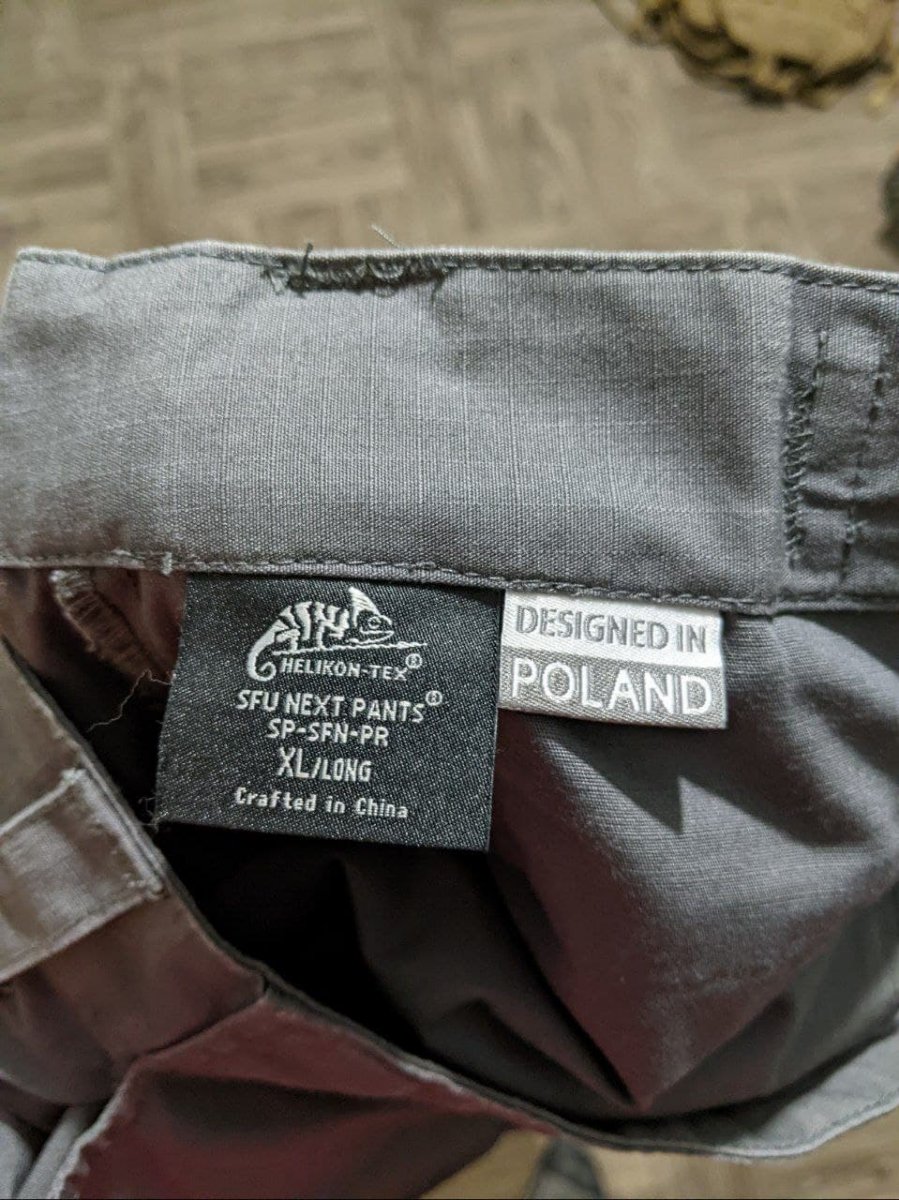 HELIKON-TEX®
SFU NEXT PANTS®
SP-SFN-PR
XL/LONG
Crafted in China
DESIGNED IN
POLAND